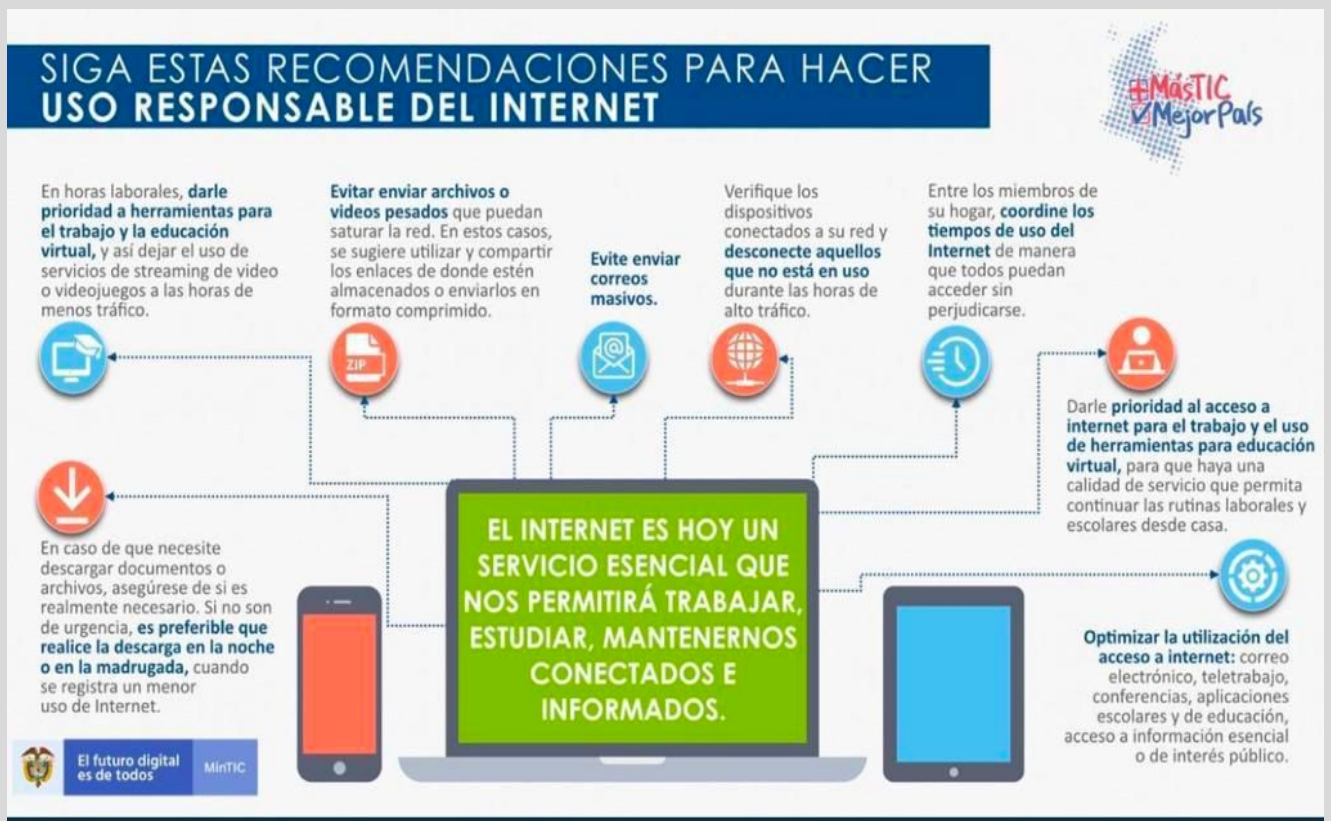 SIGA ESTAS RECOMENDACIONES PARA HACER
USO RESPONSABLE DEL INTERNET
+MásTIC
MejorPaís
En horas laborales, darle
prioridad a herramientas para
el trabajo y la educación
virtual, y así dejar el uso de
servicios de streaming de video
o videojuegos a las horas de
menos tráfico.
Evitar enviar archivos o
videos pesados que puedan
saturar la red. En estos casos,
se sugiere utilizar y compartir
los enlaces de donde estén
almacenados o enviarlos en
formato comprimido.
ZIP
Evite enviar
correos
masivos.
@
Verifique los
dispositivos
conectados a su red y
desconecte aquellos
que no está en uso
durante las horas de
alto tráfico.
Entre los miembros de
su hogar, coordine los
tiempos de uso del
Internet de manera
que todos puedan
acceder sin
perjudicarse.
Darle prioridad al acceso a
internet para el trabajo y el uso
de herramientas para educación
virtual, para que haya una
calidad de servicio que permita
continuar las rutinas laborales y
escolares desde casa.
En caso de que necesite
descargar documentos o
archivos, asegúrese de si es
realmente necesario. Si no son
de urgencia, es preferible que
realice la descarga en la noche
o en la madrugada, cuando
se registra un menor
uso de Internet.
EL INTERNET ES HOY UN
SERVICIO ESENCIAL QUE
NOS PERMITIRÁ TRABAJAR,
ESTUDIAR, MANTENERNOS
CONECTADOS E
INFORMADOS.
Optimizar la utilización del
acceso a internet: correo
electrónico, teletrabajo,
conferencias, aplicaciones
escolares y de educación,
acceso a información esencial
o de interés público.
El futuro digital
es de todos
MinTIC